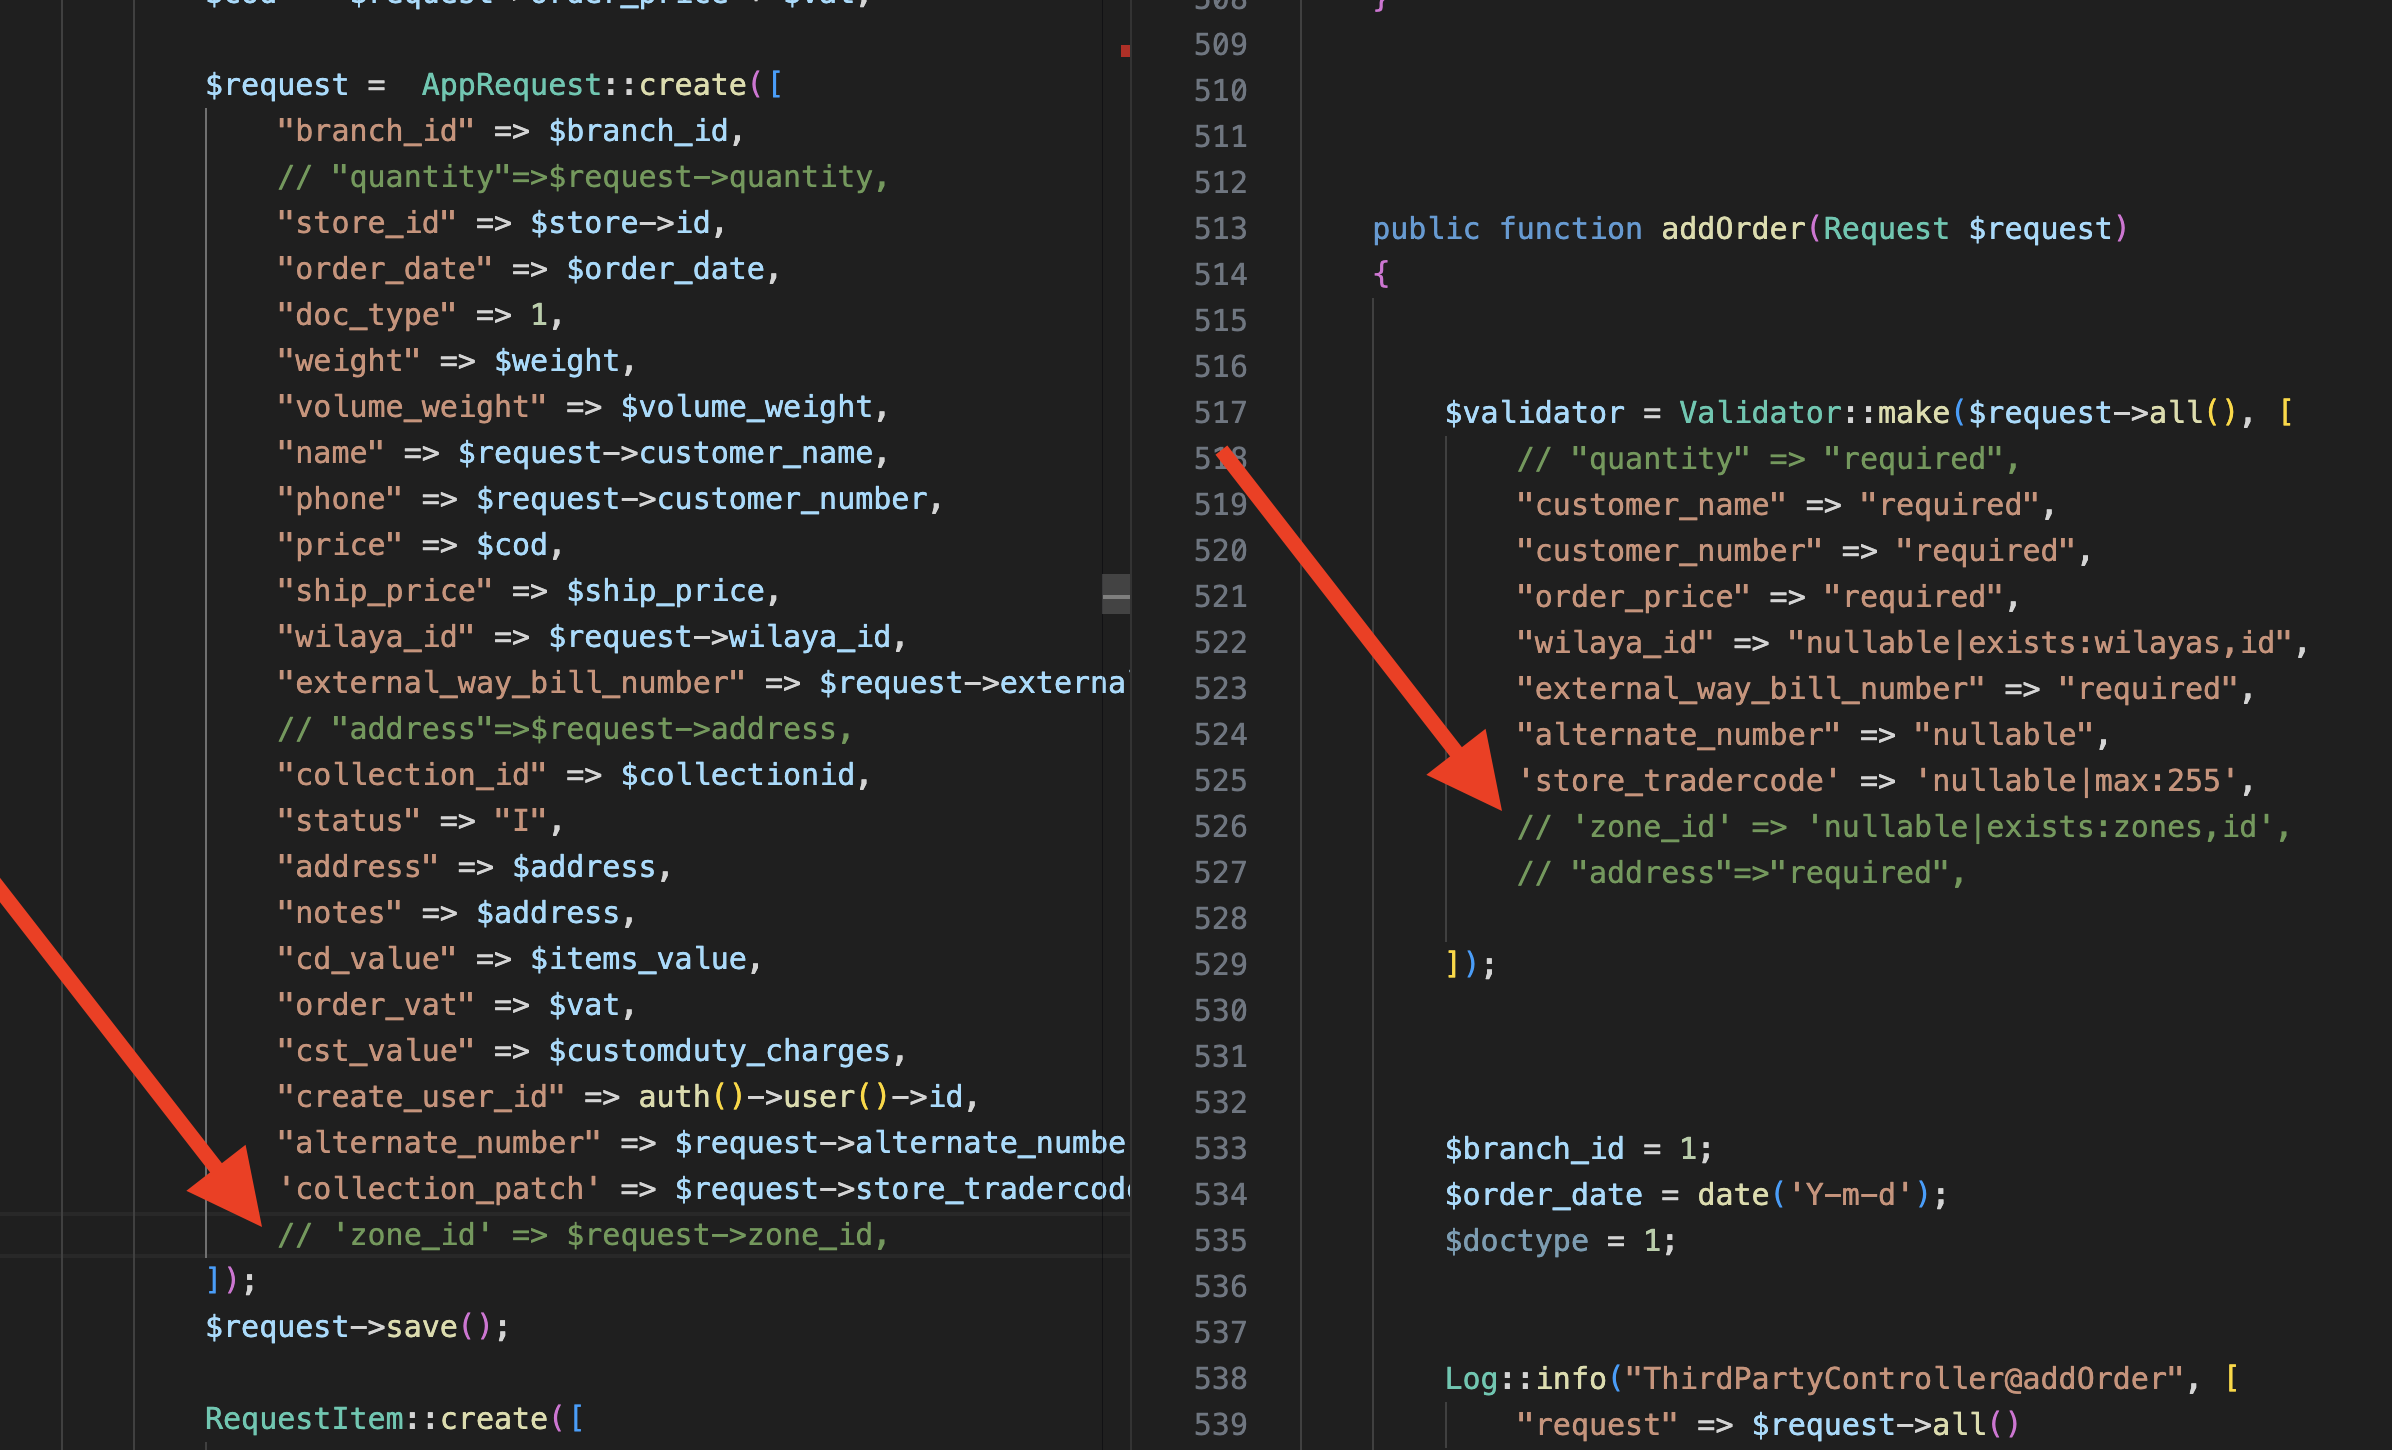 $request =  AppRequest::create([
"branch_id" => $branch_id,
// "quantity"=>$request->quantity,
"store_id" => $store->id,
"order_date" => $order_date,
"doc_type" => 1,
"weight" => $weight,
"volume_weight" => $volume_weight,
"name" => $request->customer_name,
"phone" => $request->customer_number,
"price" => $cod,
"ship_price" => $ship_price,
"wilaya_id" => $request->wilaya_id,
"external_way_bill_number" => $request->external
// "address"=>$request->address,
"collection_id" => $collectionid,
"status" => "I",
"address" => $address,
"notes" => $address,
"cd_value" => $items_value,
"order_vat" => $vat,
"cst_value" => $customduty_charges,
"create_user_id" => auth()->user()->id,
"alternate_number" => $request->alternate_numbe
'collection_patch' => $request->store_tradercode
// 'zone_id' => $request->zone_id,
]);
$request->save();
RequestItem::create([
508 }
509
510
511
512
513 public function addOrder(Request $request)
514 {
515
516
517 $validator = Validator::make($request->all(), [
518 // "quantity" => "required",
519 "customer_name" => "required",
520 "customer_number" => "required",
521 "order_price" => "required",
522 "wilaya_id" => "nullable|exists:wilayas,id",
523 "external_way_bill_number" => "required",
524 "alternate_number" => "nullable",
525 'store_tradercode' => 'nullable|max:255',
526 // 'zone_id' => 'nullable|exists:zones,id',
527 // "address"=>"required",
528
529 ]);
530
531
532
533 $branch_id = 1;
534 $order_date = date('Y-m-d');
535 $doctype = 1;
536
537
538 Log::info("ThirdPartyController@addOrder", [
539 "request" => $request->all()